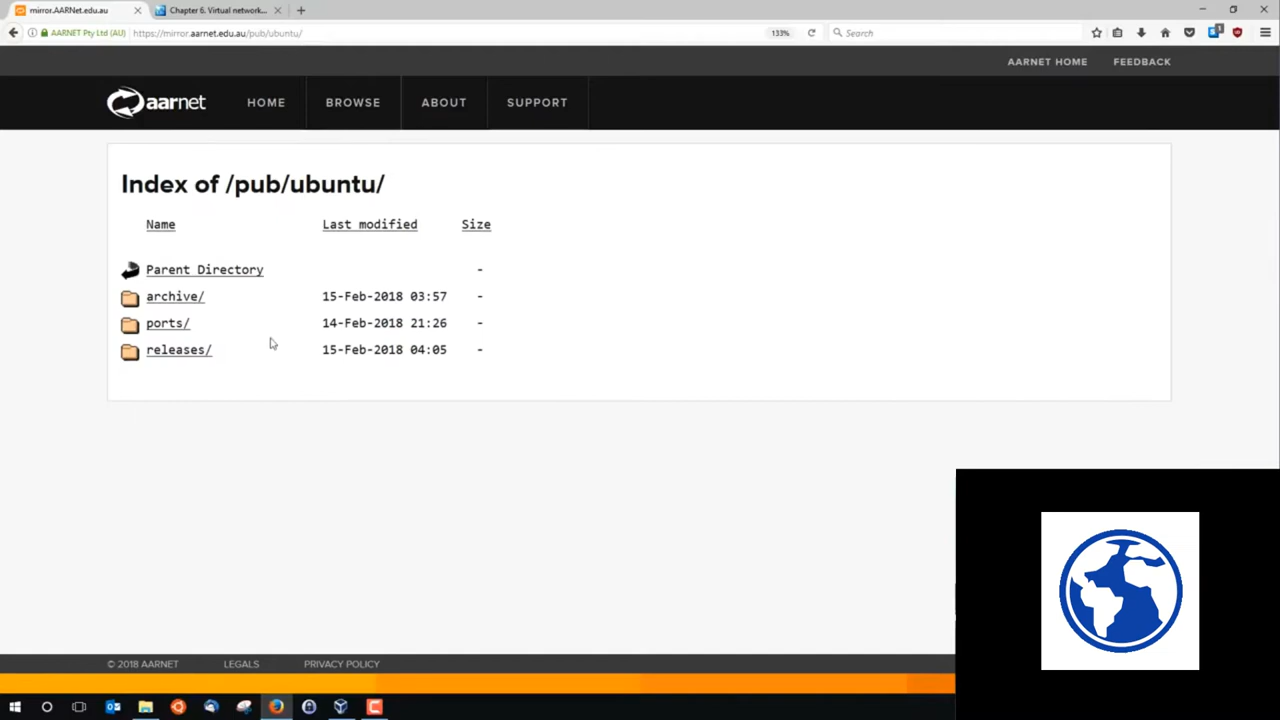 mirror.AARNet.edu.au
Chapter 6. Virtual network...
AARNET Pty Ltd (AU)
https://mirror.aarnet.edu.au/pub/ubuntu/
133%
Search
AARNET HOME
FEEDBACK
aarnet
HOME
BROWSE
ABOUT
SUPPORT
Index of /pub/ubuntu/
Name Last modified Size
Parent Directory -
archive/ 15-Feb-2018 03:57 -
ports/ 14-Feb-2018 21:26 -
releases/ 15-Feb-2018 04:05 -
© 2018 AARNET
LEGALS
PRIVACY POLICY